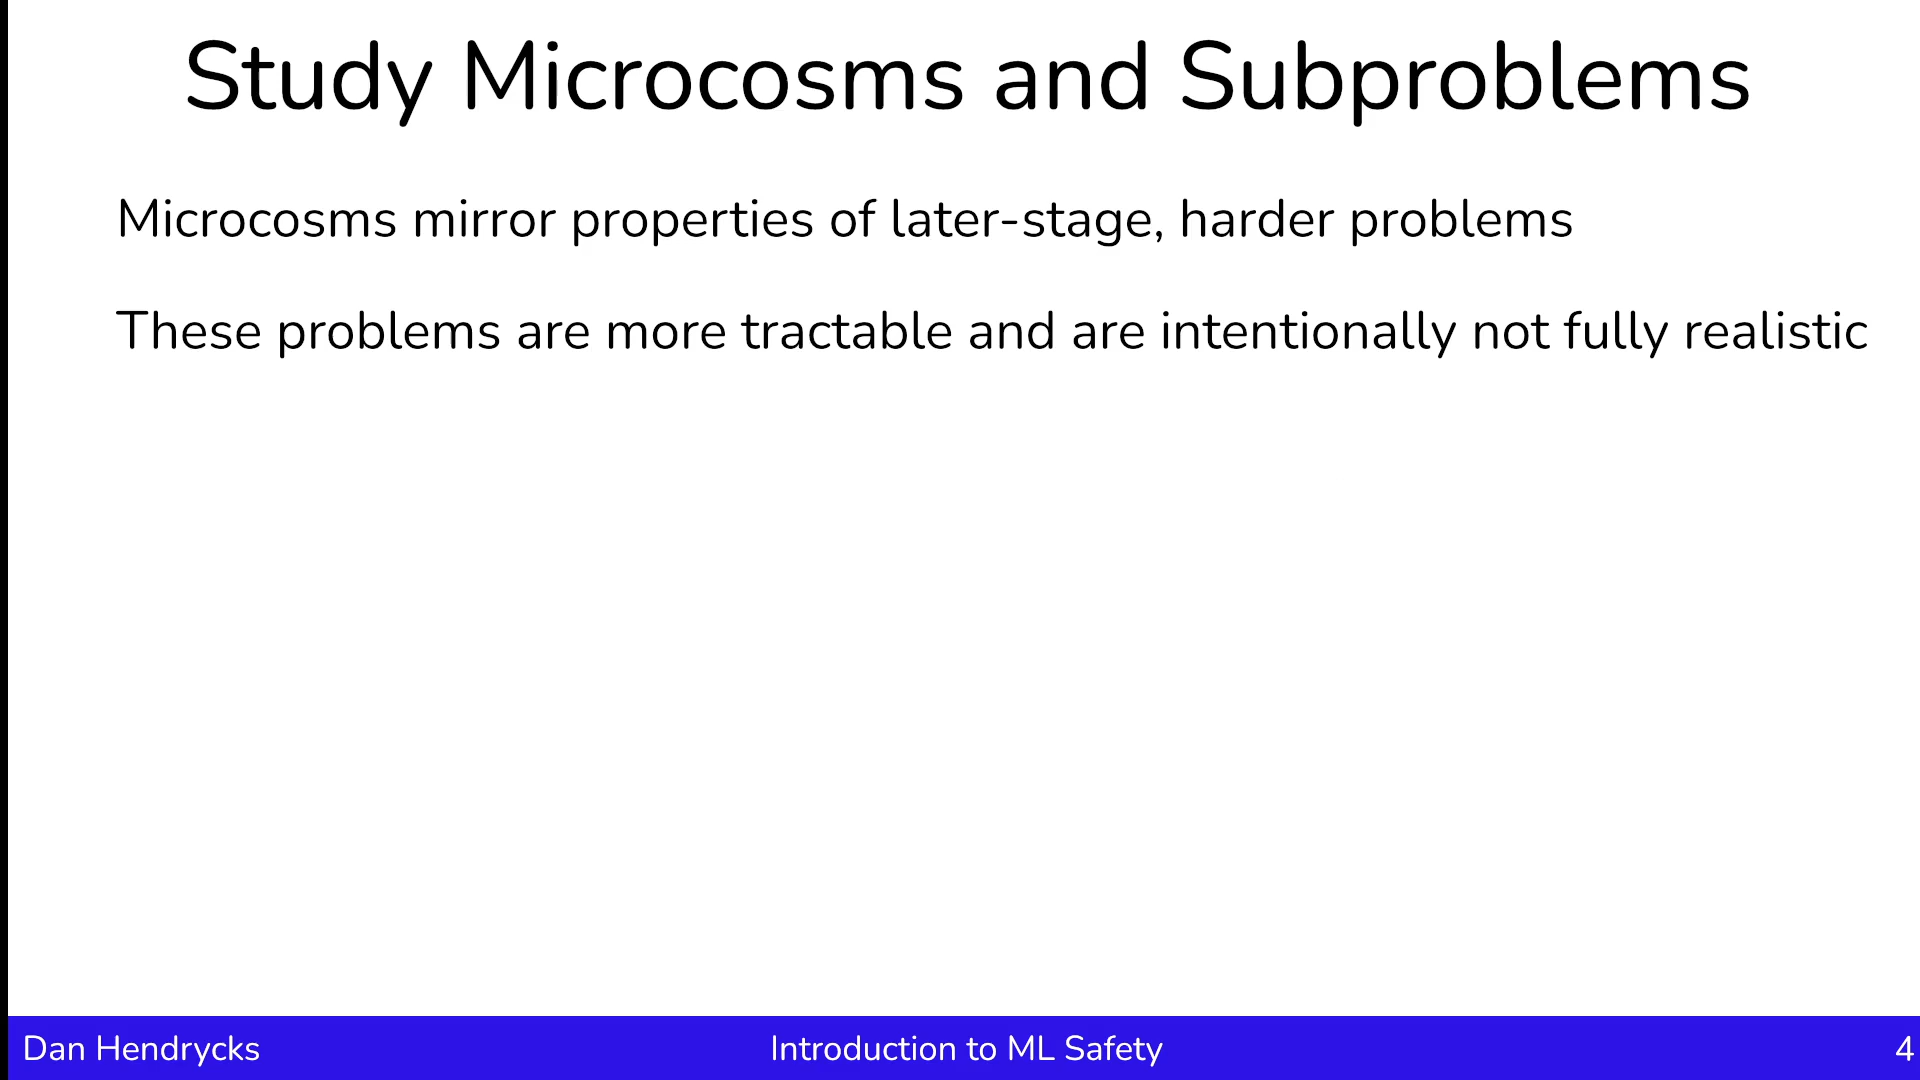 Study Microcosms and Subproblems
Microcosms mirror properties of later-stage, harder problems
These problems are more tractable and are intentionally not fully realistic
Dan Hendrycks
Introduction to ML Safety
4